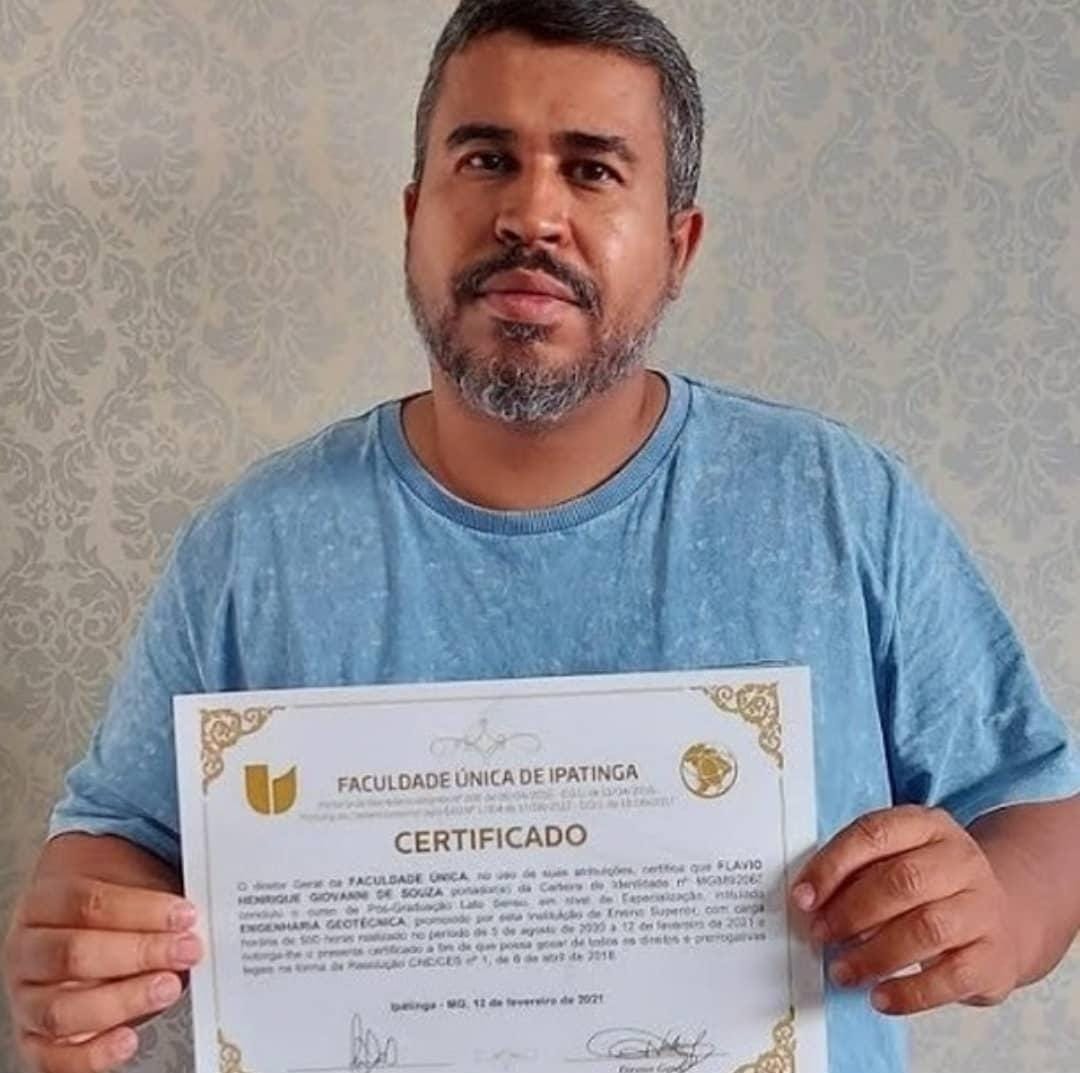 FACULDADE ÚNICA DE IPATINGA
CERTIFICADO
O diretor Geral da FACULDADE ÚNICA, no uso de suas atribuições, certifica que FLAVIO
HENRIQUE GIOVANNI DE SOUZA portador(a) da Carteira de Identidade nº
concluiu o curso de Pós-Graduação Lato Sensu, em nível de Especialização, intitulado
ENGENHARIA GEOTÉCNICA, promovido por esta Instituição de Ensino Superior, com carga
horária de 500 horas realizado no período de 5 de agosto de 2020 a 12 de fevereiro de 2021 e
outorga-lhe o presente certificado a fim de que possa gozar de todos os direitos e prerrogativas
legais na forma da Resolução CNE/CES nº 1, de 6 de abril de 2018.
Ipatinga - MG, 12 de fevereiro de 2021